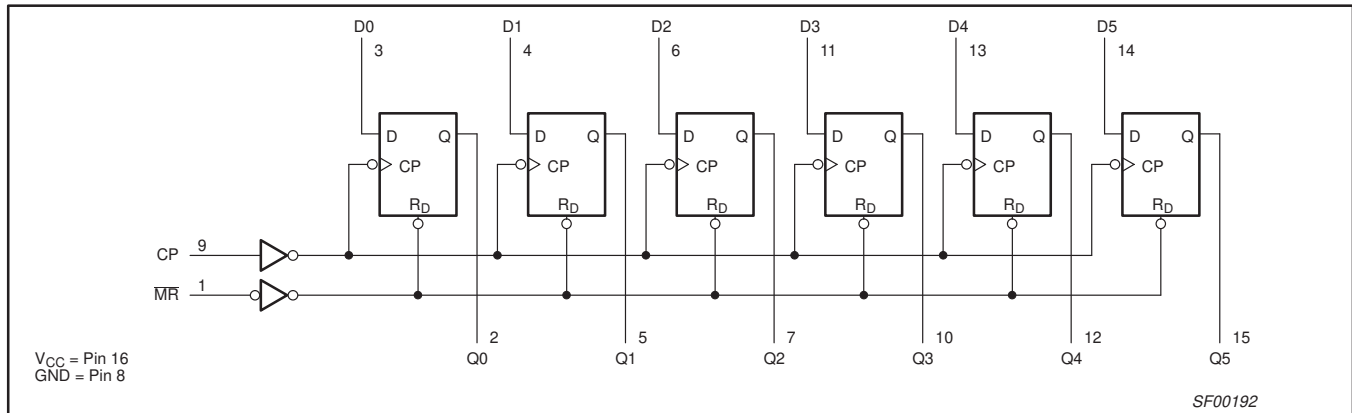 D0 D1 D2 D3 D4 D5
3 4 6 11 13 14
D Q D Q D Q D Q D Q D Q
CP CP CP CP CP CP
RD RD RD RD RD RD
CP 9
MR 1
2 5 7 10 12 15
Q0 Q1 Q2 Q3 Q4 Q5
VCC = Pin 16
GND = Pin 8
SF00192